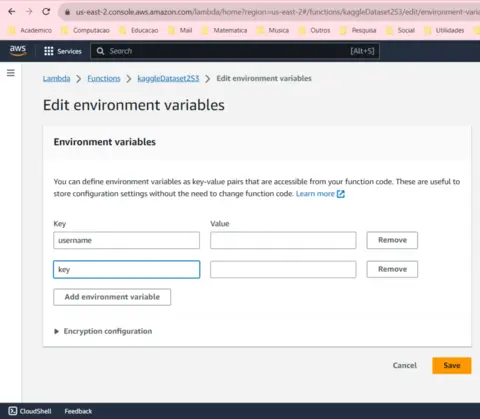 us-east-2.console.aws.amazon.com/lambda/home?region=us-east-2#/functions/kaggleDataset2S3/edit/environment-vari
Academico Computacao Educacao Mail Matematica Musica Outros Pesquisa Social Utilidades
aws Services Search [Alt+S]
Lambda > Functions > kaggleDataset2S3 > Edit environment variables
Edit environment variables
Environment variables
You can define environment variables as key-value pairs that are accessible from your function code. These are useful to
store configuration settings without the need to change function code. Learn more
Key Value
username Remove
key Remove
Add environment variable
Encryption configuration
Cancel Save
CloudShell Feedback